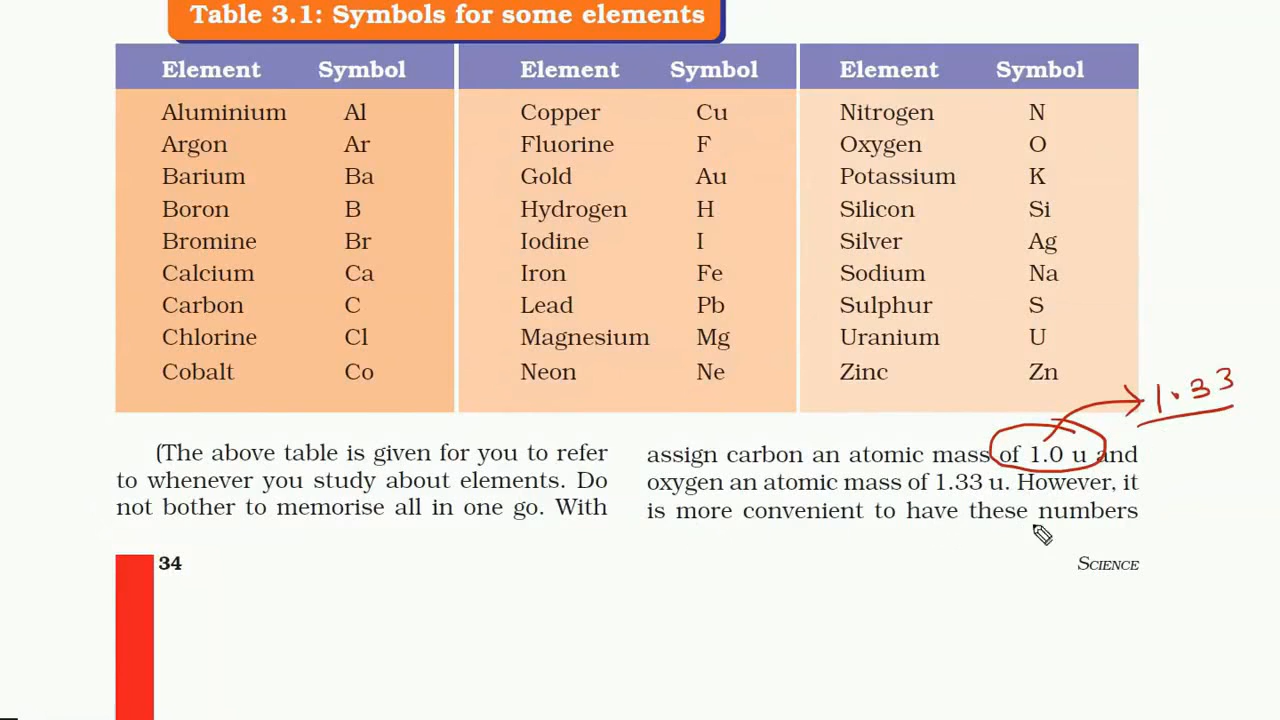 Table 3.1: Symbols for some elements
Element Symbol Element Symbol Element Symbol
Aluminium Al Copper Cu Nitrogen N
Argon Ar Fluorine F Oxygen O
Barium Ba Gold Au Potassium K
Boron B Hydrogen H Silicon Si
Bromine Br Iodine I Silver Ag
Calcium Ca Iron Fe Sodium Na
Carbon C Lead Pb Sulphur S
Chlorine Cl Magnesium Mg Uranium U
Cobalt Co Neon Ne Zinc Zn
1.33
(The above table is given for you to refer
to whenever you study about elements. Do
not bother to memorise all in one go. With
assign carbon an atomic mass of 1.0 u and
oxygen an atomic mass of 1.33 u. However, it
is more convenient to have these numbers
34
SCIENCE